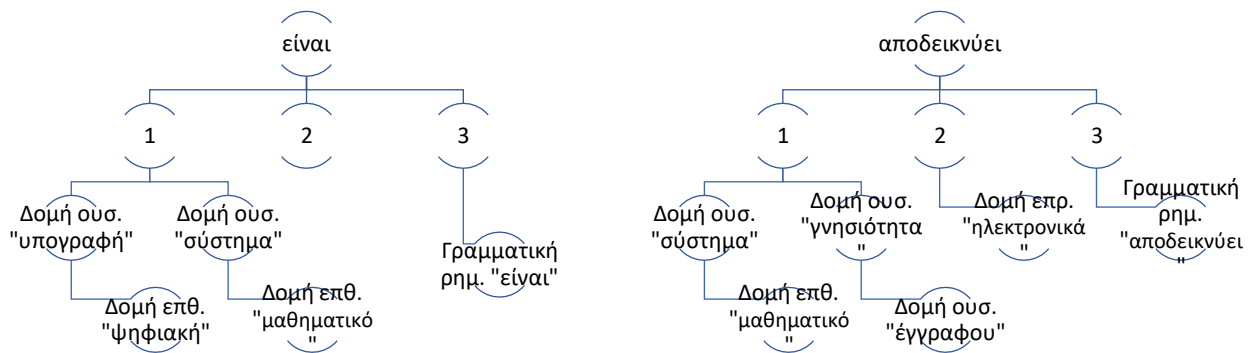 είναι
1
2
3
Δομή ουσ.
"υπογραφή"
Δομή επθ.
"ψηφιακή"
Δομή ουσ.
"σύστημα"
Δομή επθ.
"μαθηματικό
"
Γραμματική
ρημ. "είναι"
αποδεικνύει
1
2
3
Δομή ουσ.
"σύστημα"
Δομή επθ.
"μαθηματικό
"
Δομή ουσ.
"γνησιότητα
"
Δομή ουσ.
"έγγραφου"
Δομή επρ.
"ηλεκτρονικά
"
Γραμματική
ρημ.
"αποδεικνύει
"